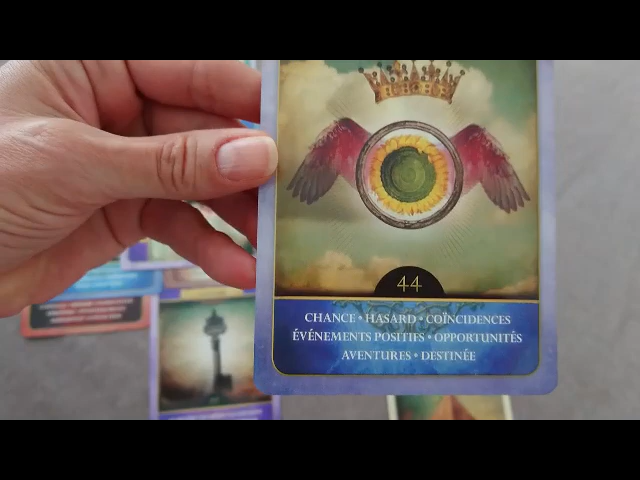 44
CHANCE • HASARD • COÏNCIDENCES
ÉVÉNEMENTS POSITIFS • OPPORTUNITÉS
AVENTURES • DESTINÉE